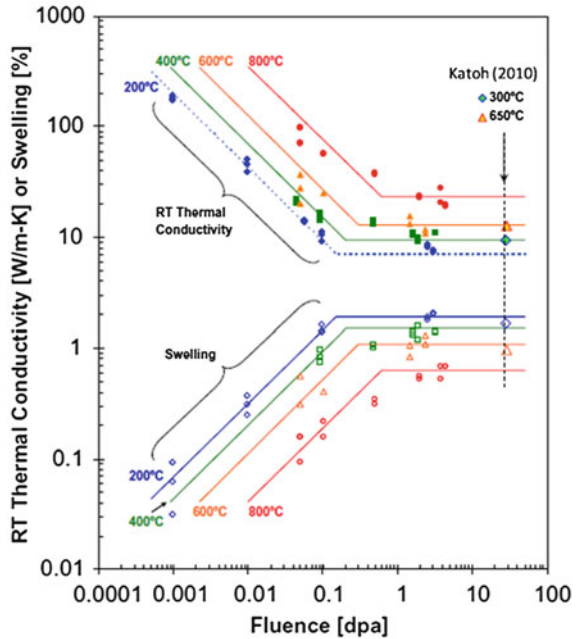 RT Thermal Conductivity [W/m-K] or Swelling [%]
1000
100
10
1
0.1
0.01
200ºC
400ºC
600ºC
800ºC
Katoh (2010)
300ºC
650ºC
RT Thermal
Conductivity
Swelling
200ºC
400ºC
600ºC
800ºC
0.0001
0.001
0.01
0.1
1
10
100
Fluence [dpa]